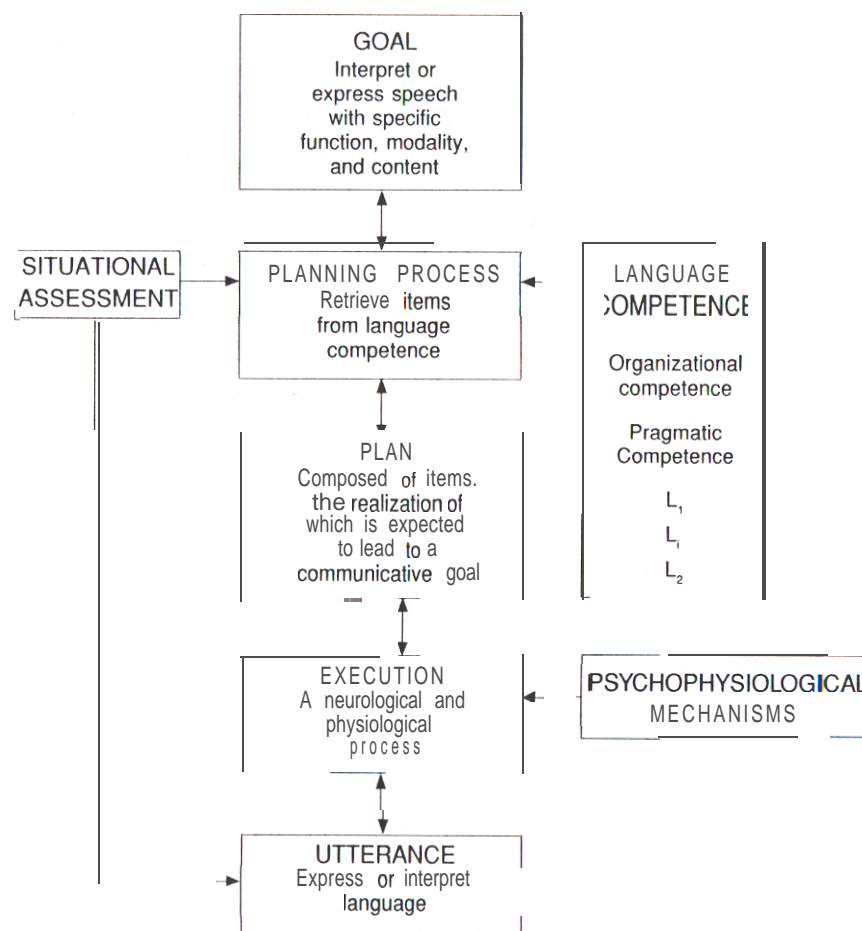 GOAL
Interpret or
express speech
with specific
function, modality,
and content
SITUATIONAL
ASSESSMENT
PLANNING PROCESS
Retrieve items
from language
competence
LANGUAGE
COMPETENCE
Organizational
competence
Pragmatic
Competence
L₁
Lᵢ
L₂
PLAN
Composed of items.
the realization of
which is expected
to lead to a
communicative goal
EXECUTION
A neurological and
physiological
process
PSYCHOPHYSIOLOGICAL
MECHANISMS
UTTERANCE
Express or interpret
language